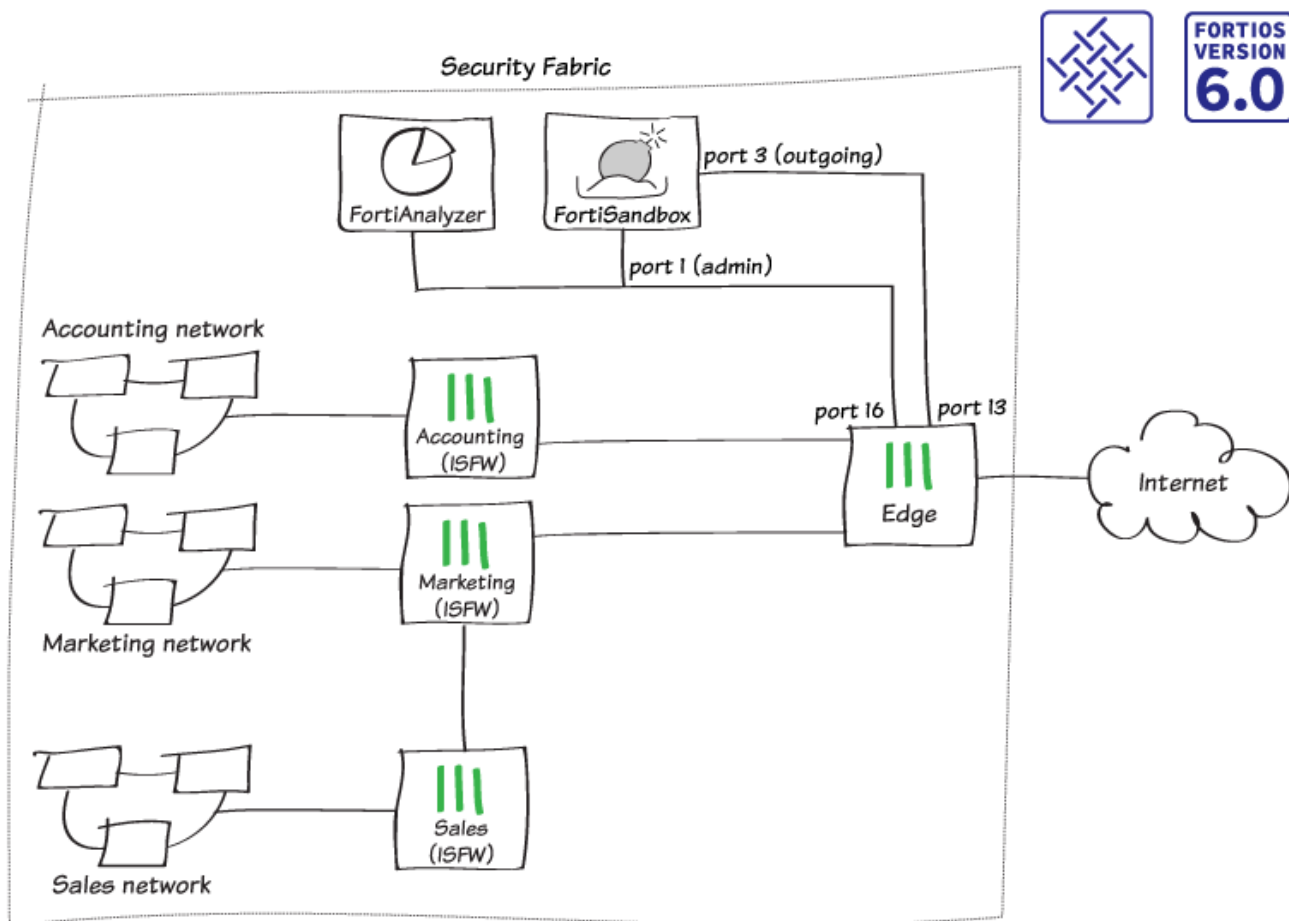 Security Fabric
FORTIOS
VERSION
6.0
port 3 (outgoing)
FortiAnalyzer
FortiSandbox
port 1 (admin)
Accounting network
port 16
port 13
Accounting
(ISFW)
Internet
Edge
Marketing
(ISFW)
Marketing network
Sales
(ISFW)
Sales network